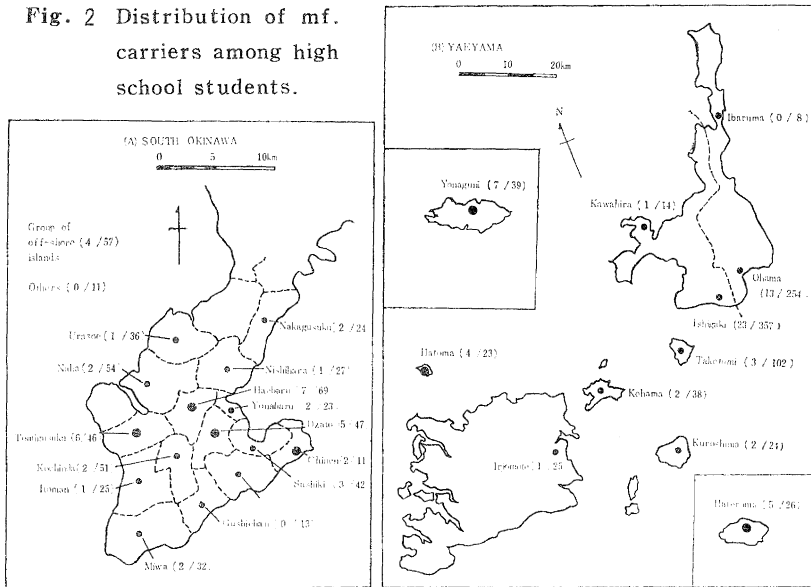 Fig. 2 Distribution of mf.
carriers among high
school students.
(A) SOUTH OKINAWA
0 5 10km
Group of
off-shore (4 / 57)
islands
Others (0 / 11)
Urazoe (1 / 36)
Naha (2 / 54)
Nakagusuku(2 / 24
Nishihara (1 / 27)
Haebaru (7 / 69
Yonabaru 2 23
Ozato 5 / 47
46
Kochinda 2 / 51
Chinen(2 / 11
Sashiki (3 / 42
Itoman (1 / 25)
Gushichan (0 / 13)
Miwa (2 / 32.
(B) YAEYAMA
0 10 20km
N
Ibaruma (0 / 8)
Yonaguni (7 / 39)
Kawahira (1 / 14)
Ohama
(13 / 254.
Ishigaki (23 / 357)
Hatoma (4 / 23)
Taketomi (3 / 102)
Kohama (2 / 38)
Kuroshima (2 / 24)
Iriomote (1 / 25
Hateruma (5 / 26)